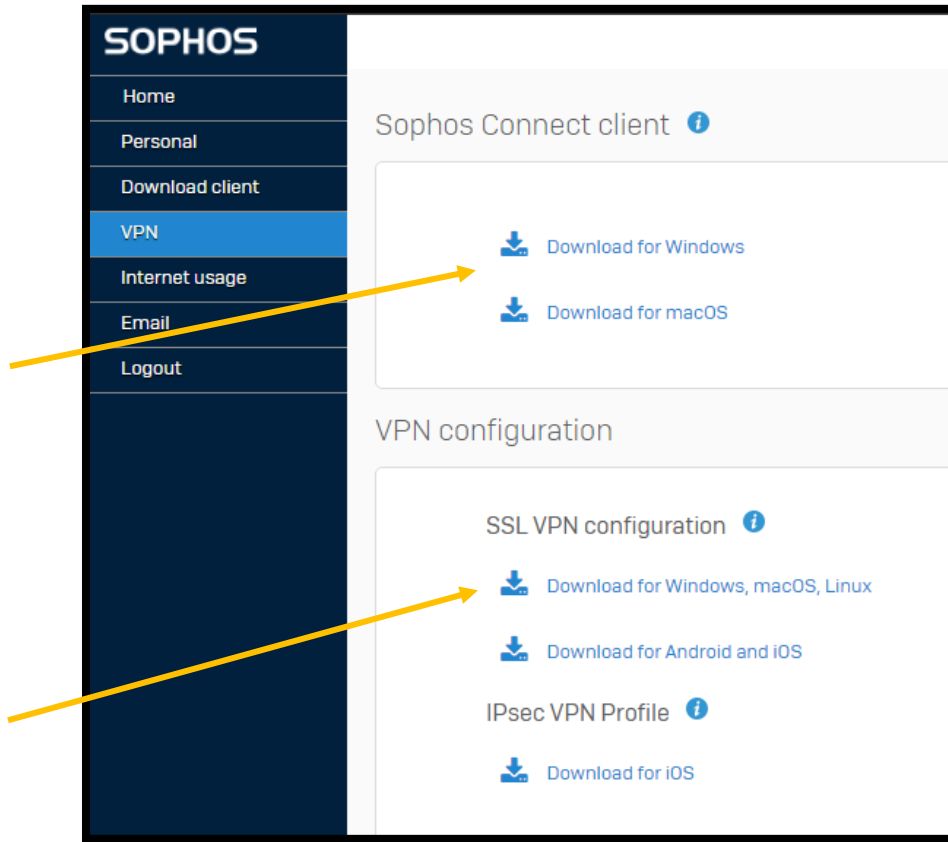 SOPHOS
Home
Personal
Download client
VPN
Internet usage
Email
Logout
Sophos Connect client
Download for Windows
Download for macOS
VPN configuration
SSL VPN configuration
Download for Windows, macOS, Linux
Download for Android and iOS
IPsec VPN Profile
Download for iOS